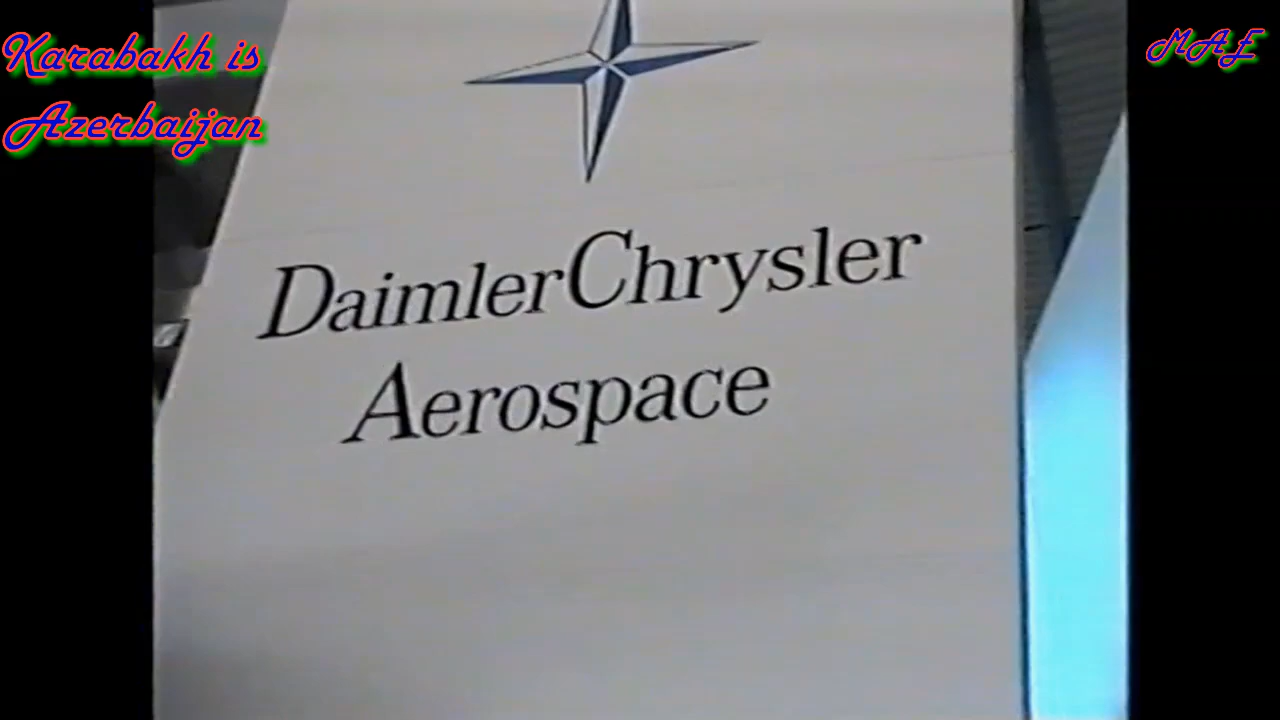 Karabakh is
Azerbaijan
MAE
DaimlerChrysler
Aerospace